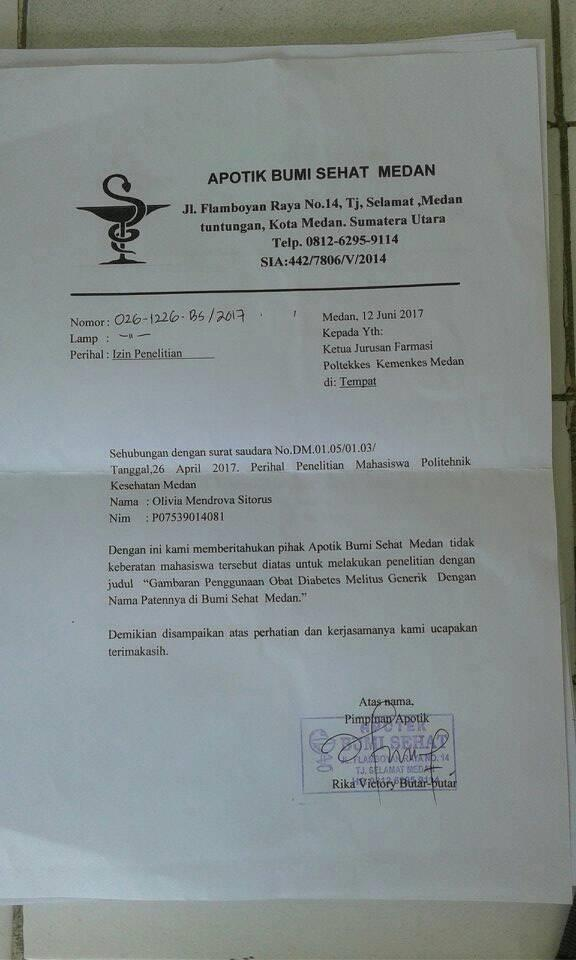 APOTIK BUMI SEHAT MEDAN
Jl. Flamboyan Raya No.14, Tj, Selamat ,Medan
tuntungan, Kota Medan. Sumatera Utara
Telp. 0812-6295-9114
SIA:442/7806/V/2014
Nomor : 026-1226-BS/2017
Lamp : -"-
Perihal : Izin Penelitian
Medan, 12 Juni 2017
Kepada Yth:
Ketua Jurusan Farmasi
Poltekkes Kemenkes Medan
di: Tempat
Sehubungan dengan surat saudara No.DM.01.05/01.03/
Tanggal,26 April 2017. Perihal Penelitian Mahasiswa Politehnik
Kesehatan Medan
Nama : Olivia Mendrova Sitorus
Nim : P07539014081
Dengan ini kami memberitahukan pihak Apotik Bumi Sehat Medan tidak
keberatan mahasiswa tersebut diatas untuk melakukan penelitian dengan
judul "Gambaran Penggunaan Obat Diabetes Melitus Generik Dengan
Nama Patennya di Bumi Sehat Medan."
Demikian disampaikan atas perhatian dan kerjasamanya kami ucapakan
terimakasih.
Atas nama,
Pimpinan Apotik
APOTEK
BUMI SEHAT
JL. FLAMBOYAN RAYA NO. 14
TJ. SELAMAT MEDAN
Rika Victory Butar-butar